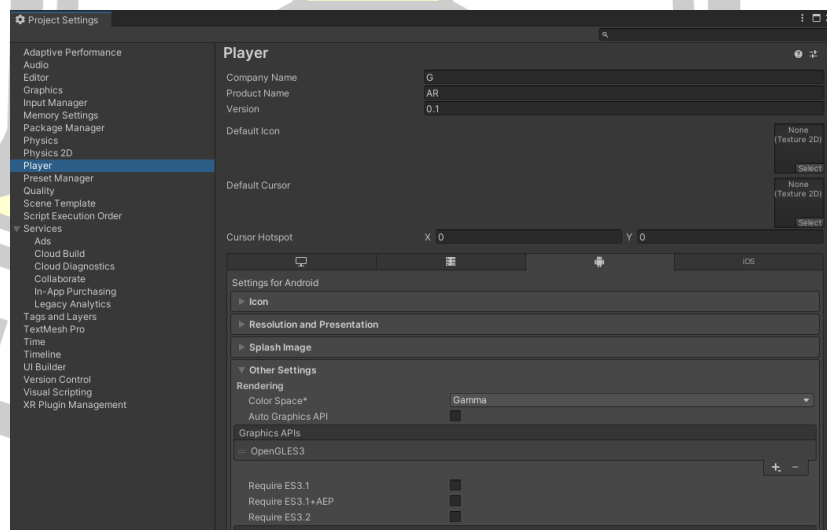 Project Settings
Adaptive Performance
Audio
Editor
Graphics
Input Manager
Memory Settings
Package Manager
Physics
Physics 2D
Player
Preset Manager
Quality
Scene Template
Script Execution Order
Services
Ads
Cloud Build
Cloud Diagnostics
Collaborate
In-App Purchasing
Legacy Analytics
Tags and Layers
TextMesh Pro
Time
Timeline
UI Builder
Version Control
Visual Scripting
XR Plugin Management
Player
Company Name G
Product Name AR
Version 0.1
Default Icon
None
(Texture 2D)
Select
Default Cursor
None
(Texture 2D)
Select
Cursor Hotspot X 0 Y 0
iOS
Settings for Android
Icon
Resolution and Presentation
Splash Image
Other Settings
Rendering
Color Space* Gamma
Auto Graphics API
Graphics APIs
OpenGLES3
Require ES3.1
Require ES3.1+AEP
Require ES3.2